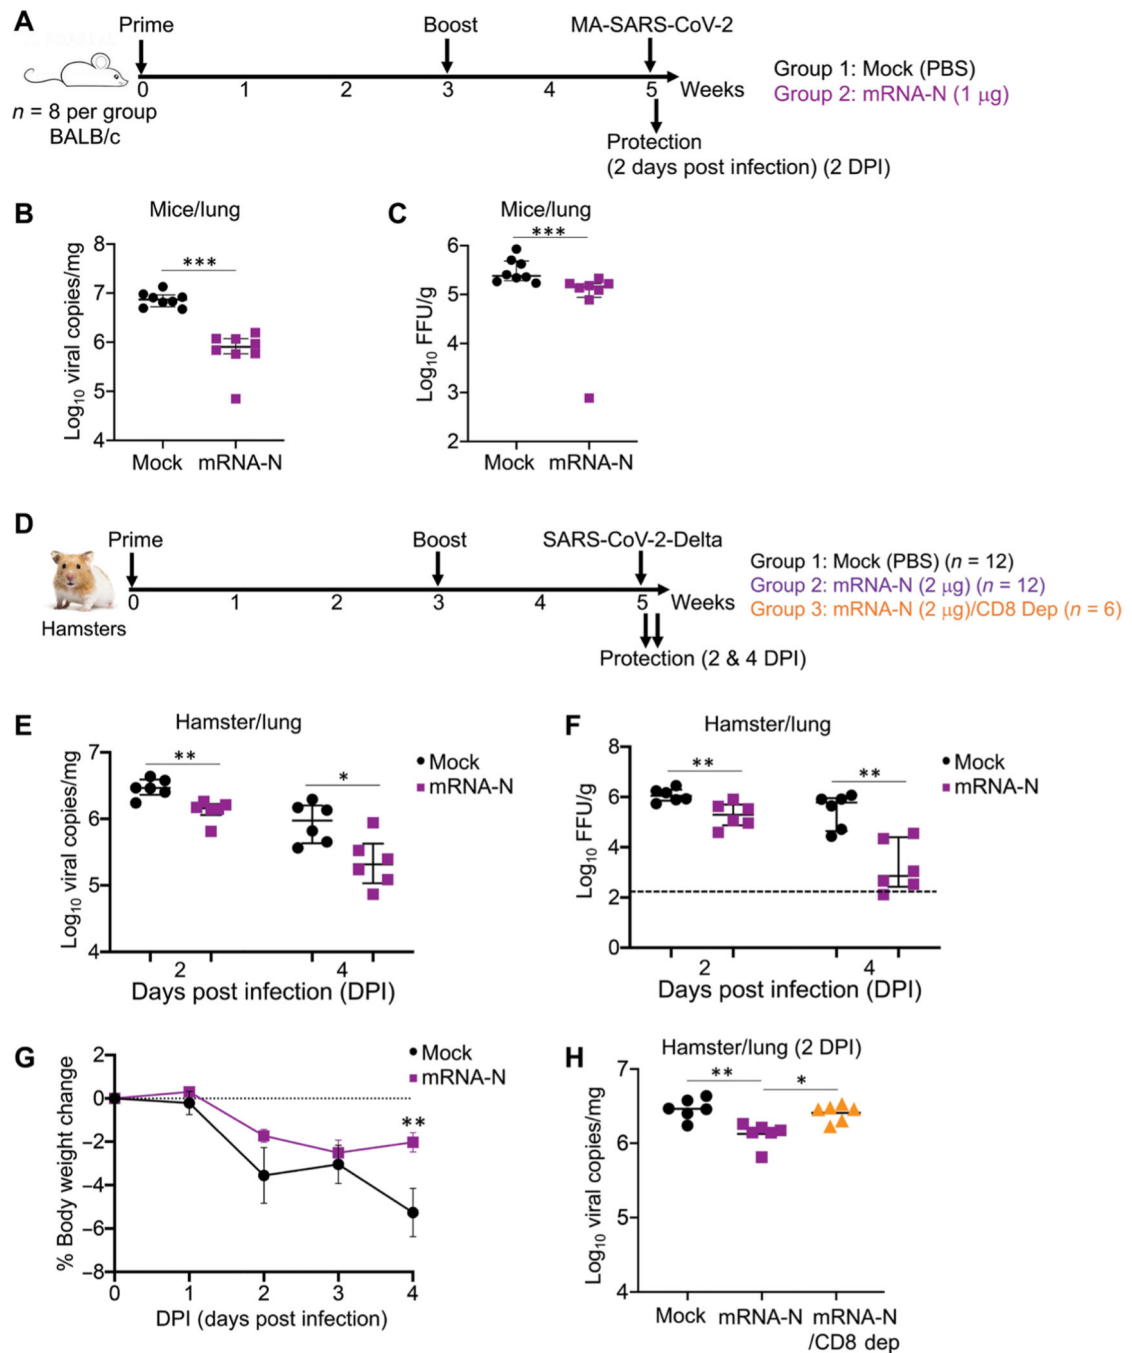 A
Prime
Boost
MA-SARS-CoV-2
0 1 2 3 4 5 Weeks
n = 8 per group
BALB/c
Group 1: Mock (PBS)
Group 2: mRNA-N (1 μg)
Protection
(2 days post infection) (2 DPI)
B
Mice/lung
Log10 viral copies/mg
8
7
6
5
4
***
Mock mRNA-N
C
Mice/lung
Log10 FFU/g
6
5
4
3
2
***
Mock mRNA-N
D
Prime
Boost
SARS-CoV-2-Delta
0 1 2 3 4 5 Weeks
Hamsters
Group 1: Mock (PBS) (n = 12)
Group 2: mRNA-N (2 μg) (n = 12)
Group 3: mRNA-N (2 μg)/CD8 Dep (n = 6)
Protection (2 & 4 DPI)
E
Hamster/lung
Log10 viral copies/mg
7
6
5
4
**
*
Mock
mRNA-N
2 4
Days post infection (DPI)
F
Hamster/lung
Log10 FFU/g
8
6
4
2
0
**
**
Mock
mRNA-N
2 4
Days post infection (DPI)
G
% Body weight change
2
0
–2
–4
–6
–8
Mock
mRNA-N
**
0 1 2 3 4
DPI (days post infection)
H
Hamster/lung (2 DPI)
Log10 viral copies/mg
7
6
5
4
**
*
Mock mRNA-N mRNA-N
/CD8 dep